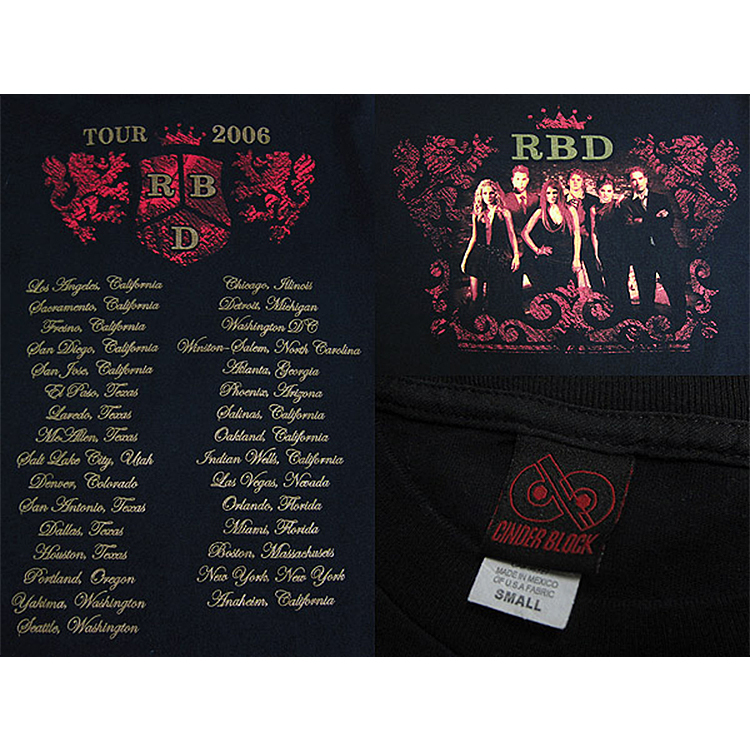 TOUR 2006
R B
D
Los Angeles, California
Sacramento, California
Fresno, California
San Diego, California
San Jose, California
El Paso, Texas
Laredo, Texas
McAllen, Texas
Salt Lake City, Utah
Denver, Colorado
San Antonio, Texas
Dallas, Texas
Houston, Texas
Portland, Oregon
Yakima, Washington
Seattle, Washington
Chicago, Illinois
Detroit, Michigan
Washington DC
Winston-Salem, North Carolina
Atlanta, Georgia
Phoenix, Arizona
Salinas, California
Oakland, California
Indian Wells, California
Las Vegas, Nevada
Orlando, Florida
Miami, Florida
Boston, Massachusets
New York, New York
Anaheim, California
RBD
CINDER BLOCK
MADE IN MEXICO
OF U.S.A FABRIC
SMALL